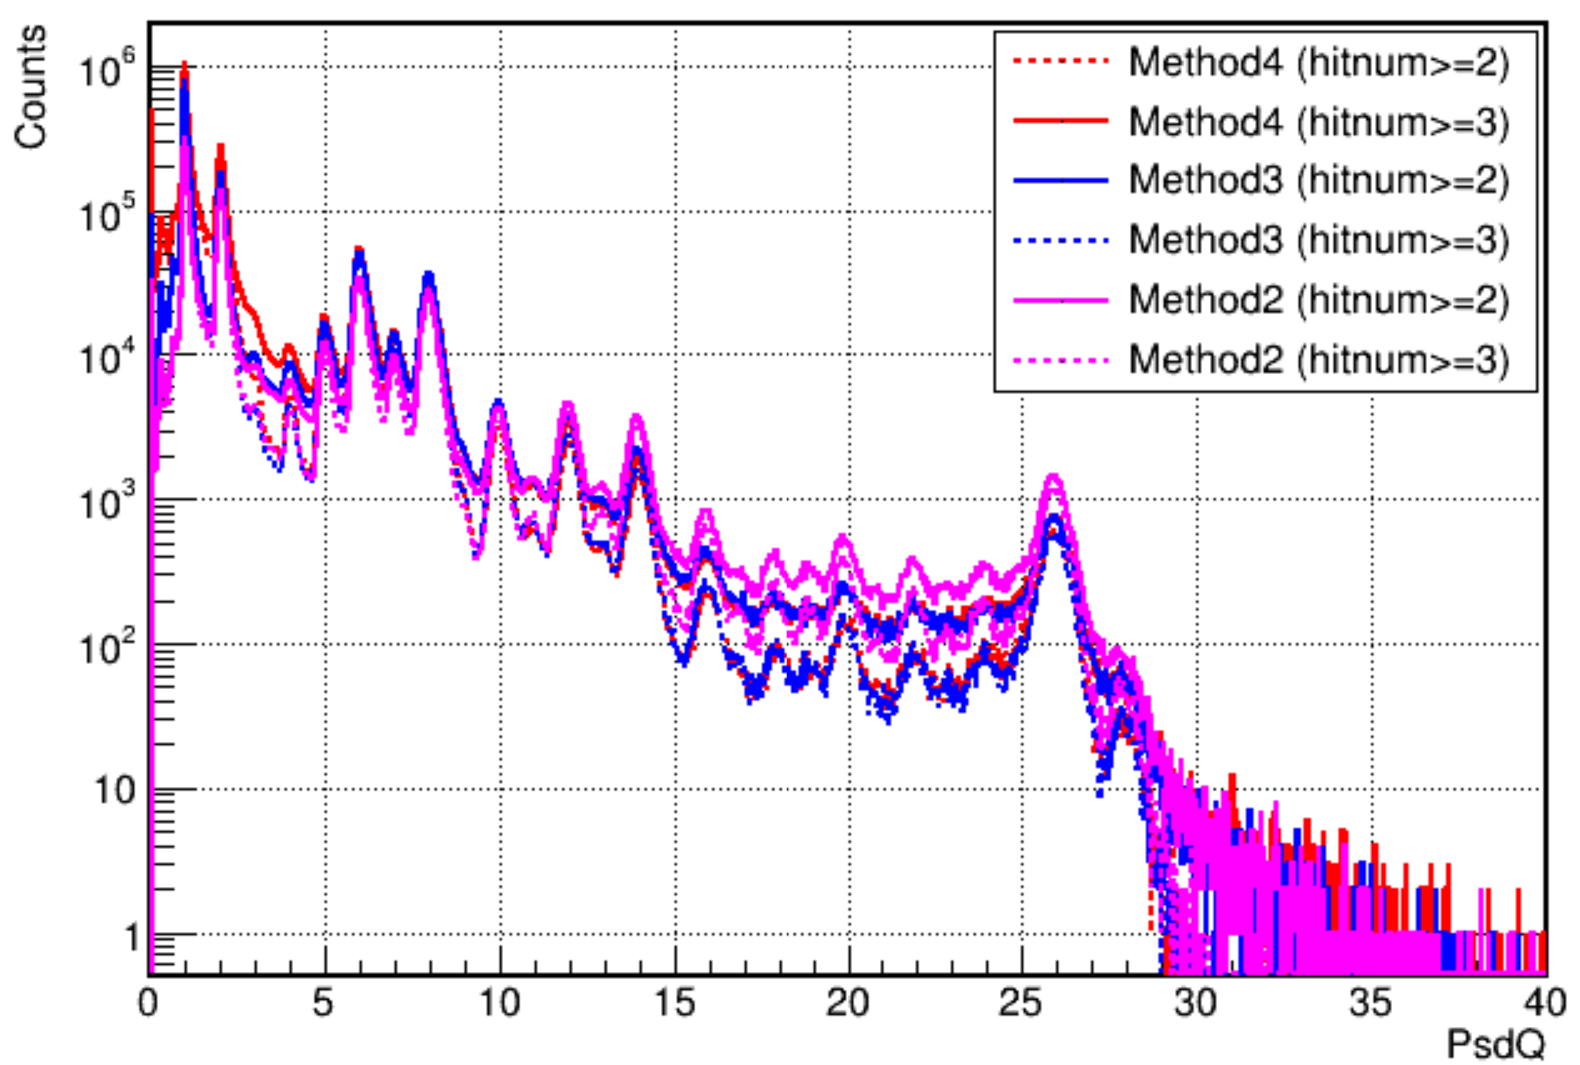 Counts
10^6
10^5
10^4
10^3
10^2
10
1
Method4 (hitnum>=2)
Method4 (hitnum>=3)
Method3 (hitnum>=2)
Method3 (hitnum>=3)
Method2 (hitnum>=2)
Method2 (hitnum>=3)
0 5 10 15 20 25 30 35 40
PsdQ